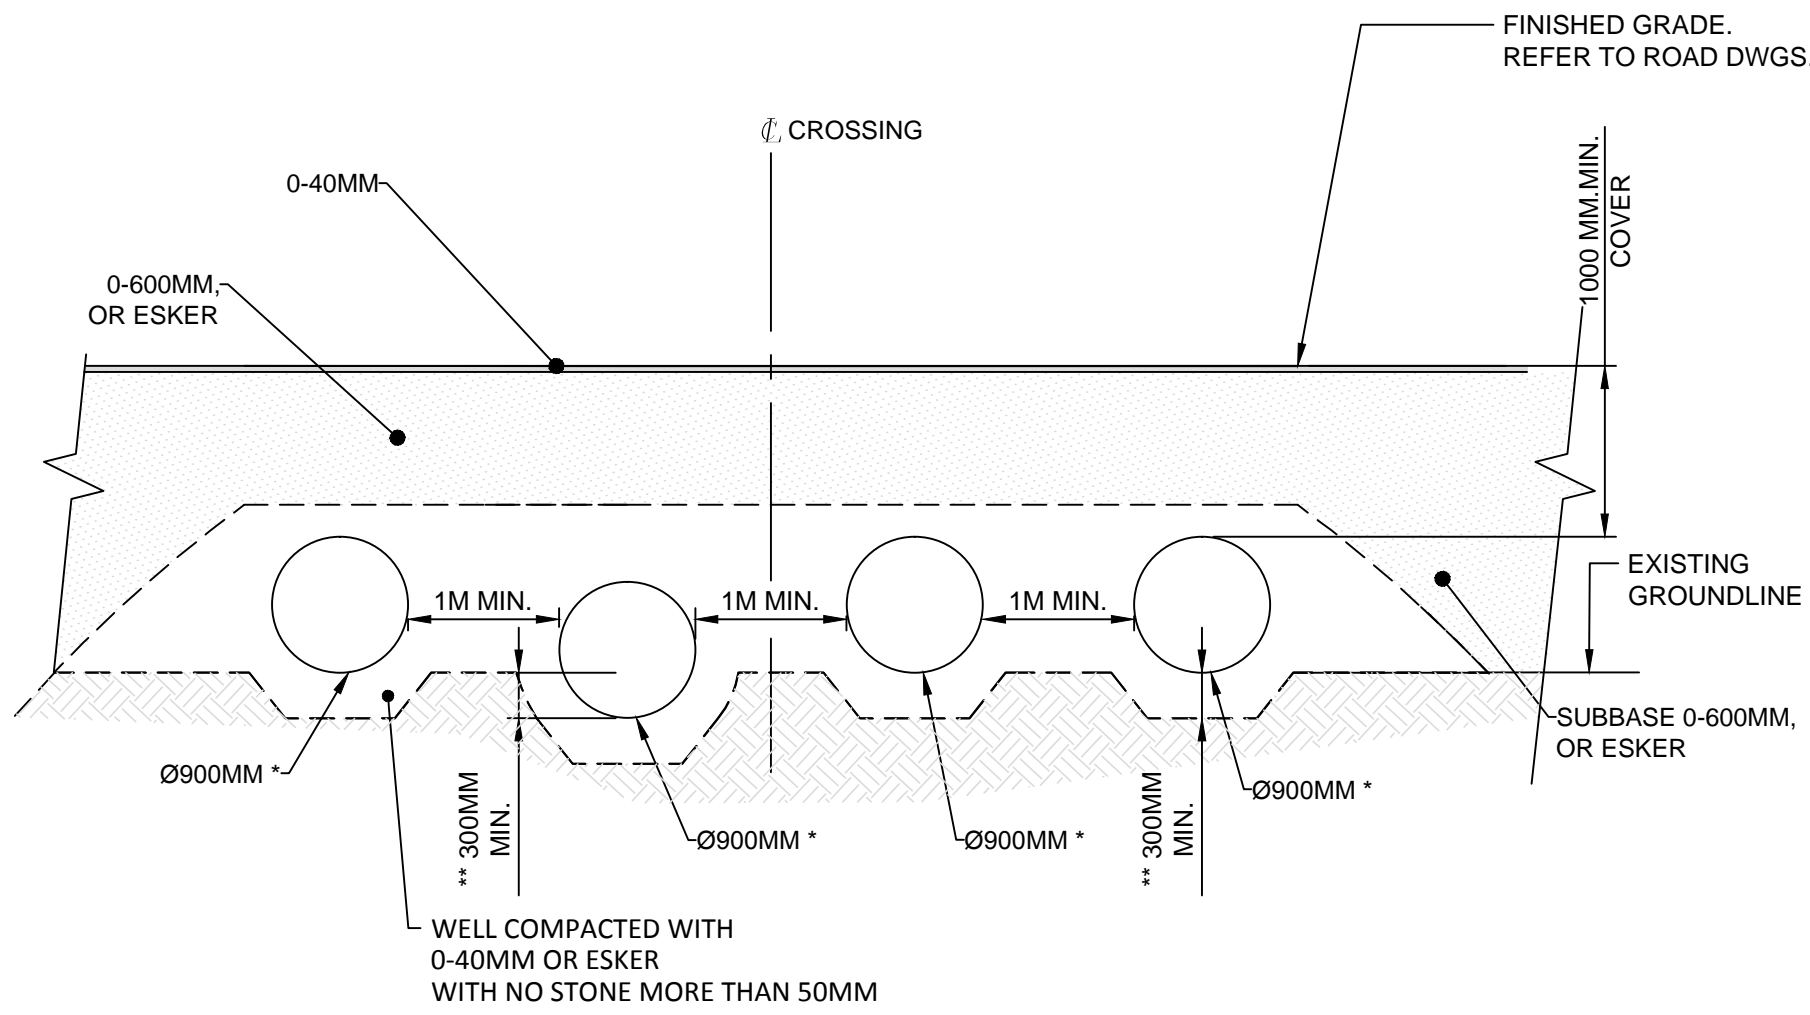 FINISHED GRADE.
REFER TO ROAD DWGS.
℄ CROSSING
0-40MM
1000 MM.MIN.
COVER
0-600MM,
OR ESKER
EXISTING
GROUNDLINE
1M MIN.
1M MIN.
1M MIN.
SUBBASE 0-600MM,
OR ESKER
Ø900MM *
Ø900MM *
Ø900MM *
Ø900MM *
** 300MM
MIN.
** 300MM
MIN.
WELL COMPACTED WITH
0-40MM OR ESKER
WITH NO STONE MORE THAN 50MM